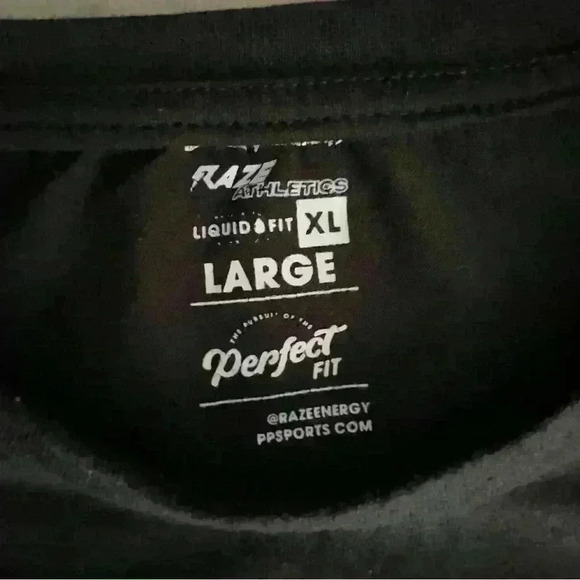 RAZE
ATHLETICS
LIQUID FIT XL
LARGE
THE PURSUIT OF THE
Perfect
FIT
@RAZEENERGY
PPSPORTS COM